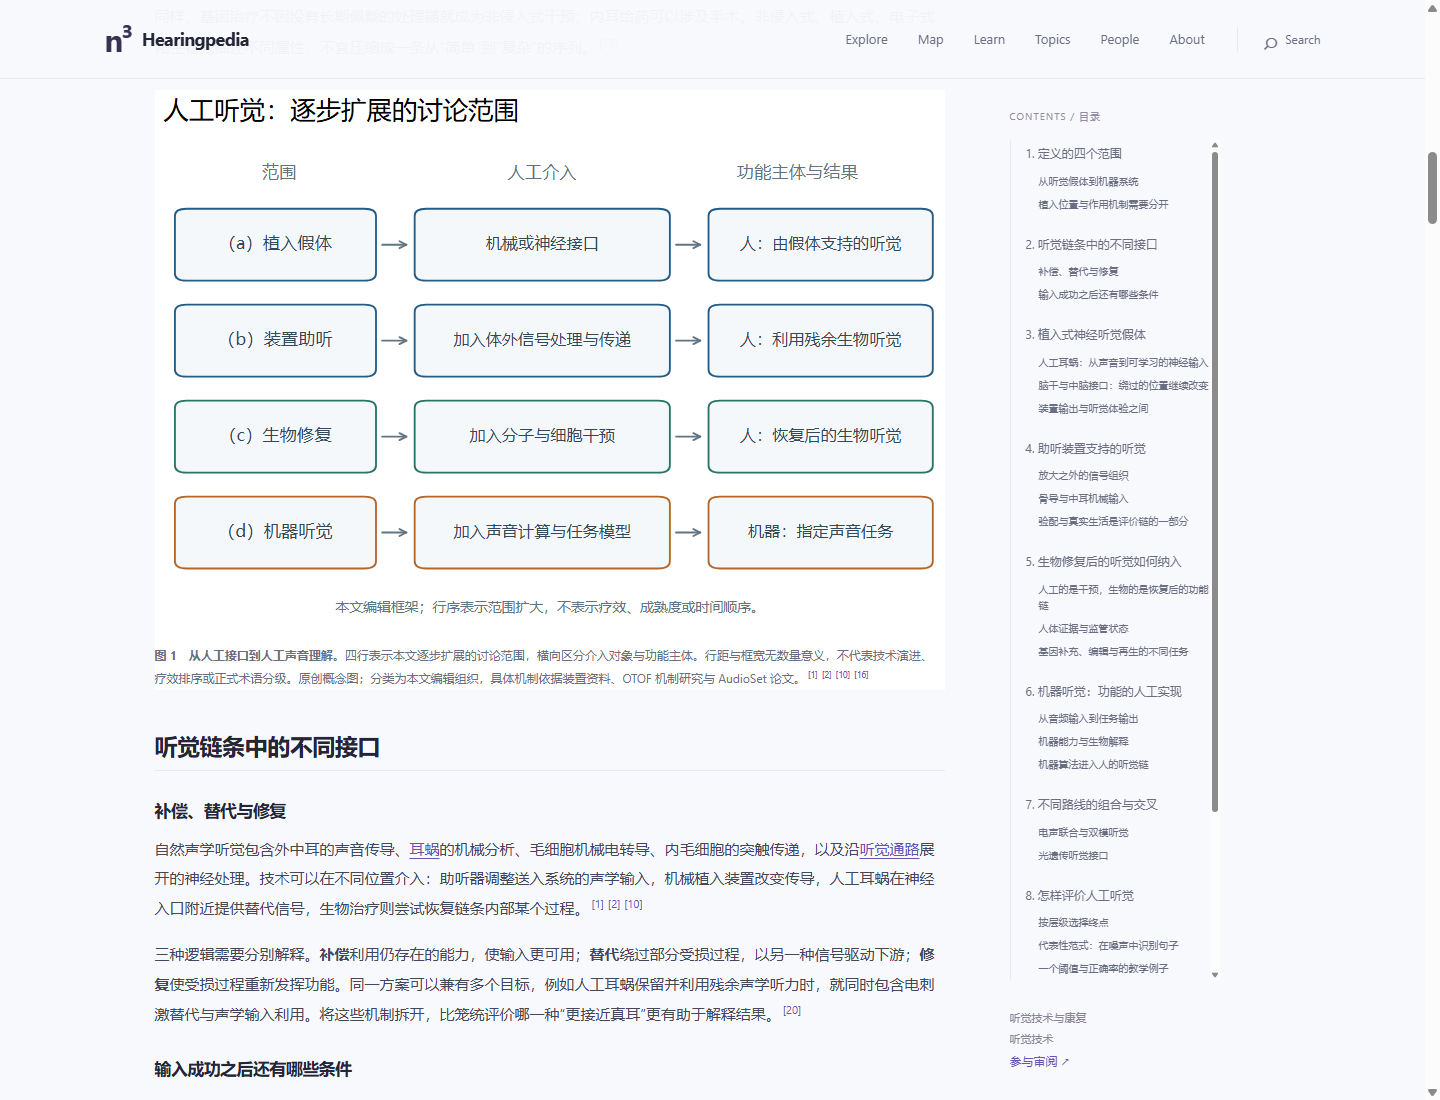 n³ Hearingpedia
Explore Map Learn Topics People About Search
人工听觉：逐步扩展的讨论范围
范围 人工介入 功能主体与结果
（a）植入假体 机械或神经接口 人：由假体支持的听觉
（b）装置助听 加入体外信号处理与传递 人：利用残余生物听觉
（c）生物修复 加入分子与细胞干预 人：恢复后的生物听觉
（d）机器听觉 加入声音计算与任务模型 机器：指定声音任务
本文编辑框架；行序表示范围扩大，不表示疗效、成熟度或时间顺序。
图 1 从人工接口到人工声音理解。四行表示本文逐步扩展的讨论范围，横向区分介入对象与功能主体。行距与框宽无数量意义，不代表技术演进、
疗效排序或正式术语分级。原创概念图；分类为本文编辑组织，具体机制依据装置资料、OTOF 机制研究与 AudioSet 论文。 [1] [2] [10] [16]
听觉链条中的不同接口
补偿、替代与修复
自然声学听觉包含外中耳的声音传导、耳蜗的机械分析、毛细胞机械电转导、内毛细胞的突触传递，以及沿听觉通路展
开的神经处理。技术可以在不同位置介入：助听器调整送入系统的声学输入，机械植入装置改变传导，人工耳蜗在神经
入口附近提供替代信号，生物治疗则尝试恢复链条内部某个过程。 [1] [2] [10]
三种逻辑需要分别解释。补偿利用仍存在的能力，使输入更可用；替代绕过部分受损过程，以另一种信号驱动下游；修
复使受损过程重新发挥功能。同一方案可以兼有多个目标，例如人工耳蜗保留并利用残余声学听力时，就同时包含电刺
激替代与声学输入利用。将这些机制拆开，比笼统评价哪一种“更接近真耳”更有助于解释结果。 [20]
输入成功之后还有哪些条件
CONTENTS / 目录
1. 定义的四个范围
从听觉假体到机器系统
植入位置与作用机制需要分开
2. 听觉链条中的不同接口
补偿、替代与修复
输入成功之后还有哪些条件
3. 植入式神经听觉假体
人工耳蜗：从声音到可学习的神经输入
脑干与中脑接口：绕过的位置继续改变
装置输出与听觉体验之间
4. 助听装置支持的听觉
放大之外的信号组织
骨导与中耳机械输入
验配与真实生活是评价链的一部分
5. 生物修复后的听觉如何纳入
人工的是干预，生物的是恢复后的功能
链
人体证据与监管状态
基因补充、编辑与再生的不同任务
6. 机器听觉：功能的人工实现
从音频输入到任务输出
机器能力与生物解释
机器算法进入人的听觉链
7. 不同路线的组合与交叉
电声联合与双模听觉
光遗传听觉接口
8. 怎样评价人工听觉
按层级选择终点
代表性范式：在噪声中识别句子
一个阈值与正确率的教学例子
听觉技术与康复
听觉技术
参与审阅 ↗